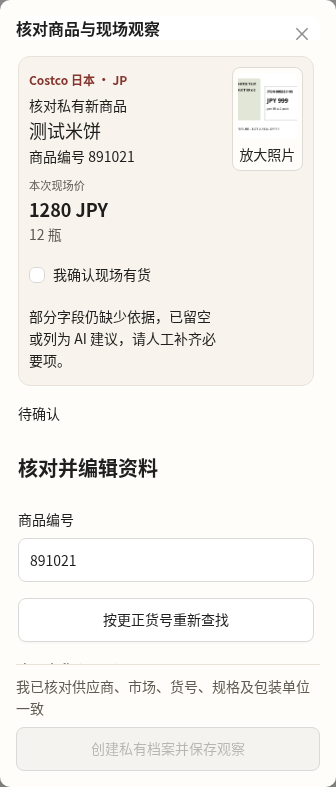 核对商品与现场观察
Costco 日本 · JP
核对私有新商品
测试米饼
商品编号 891021
本次现场价
1280 JPY
12 瓶
JPY 999
放大照片
我确认现场有货
部分字段仍缺少依据，已留空
或列为 AI 建议，请人工补齐必
要项。
待确认
核对并编辑资料
商品编号
891021
按更正货号重新查找
我已核对供应商、市场、货号、规格及包装单位
一致
创建私有档案并保存观察